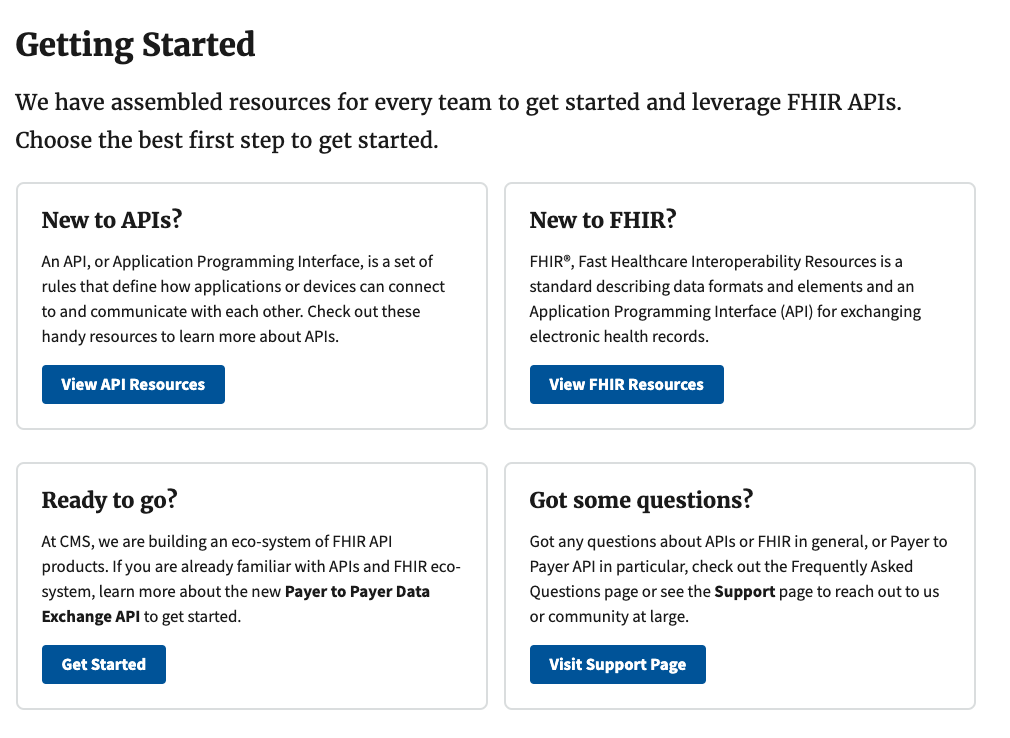 Getting Started
We have assembled resources for every team to get started and leverage FHIR APIs.
Choose the best first step to get started.
New to APIs?
An API, or Application Programming Interface, is a set of
rules that define how applications or devices can connect
to and communicate with each other. Check out these
handy resources to learn more about APIs.
View API Resources
New to FHIR?
FHIR®, Fast Healthcare Interoperability Resources is a
standard describing data formats and elements and an
Application Programming Interface (API) for exchanging
electronic health records.
View FHIR Resources
Ready to go?
At CMS, we are building an eco-system of FHIR API
products. If you are already familiar with APIs and FHIR eco-
system, learn more about the new Payer to Payer Data
Exchange API to get started.
Get Started
Got some questions?
Got any questions about APIs or FHIR in general, or Payer to
Payer API in particular, check out the Frequently Asked
Questions page or see the Support page to reach out to us
or community at large.
Visit Support Page